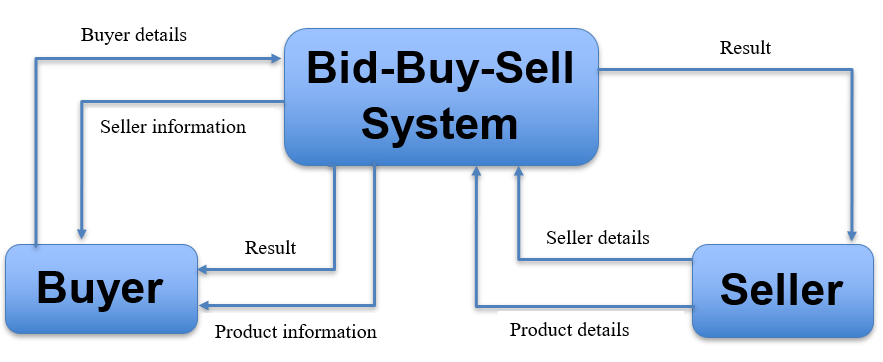 Buyer details
Bid-Buy-Sell
System
Result
Seller information
Result
Seller details
Buyer
Seller
Product information
Product details